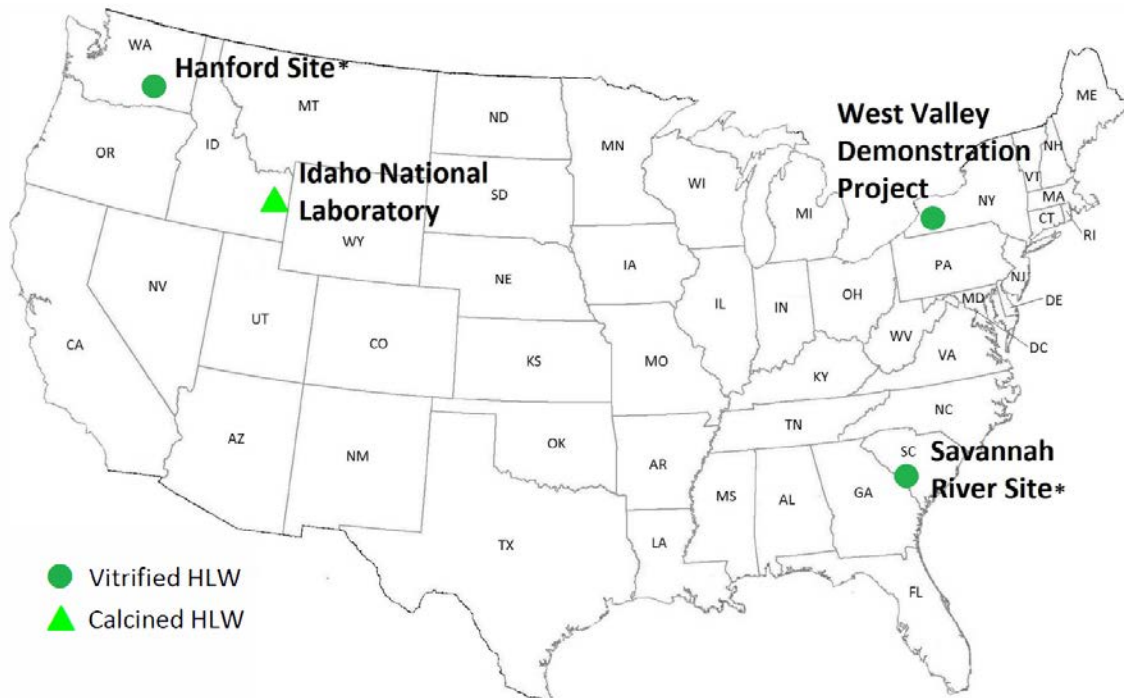 WA
Hanford Site*
MT
ND
MN
ME
OR
ID
Idaho National
Laboratory
SD
WI
MI
West Valley
Demonstration
Project
NY
VT
NH
MA
CT
RI
WY
NE
IA
PA
NJ
NV
UT
CO
IL
IN
OH
MD
DE
DC
CA
KS
MO
WV
VA
KY
AZ
NM
OK
AR
TN
NC
SC
Savannah
River Site*
TX
LA
MS
AL
GA
FL
Vitrified HLW
Calcined HLW